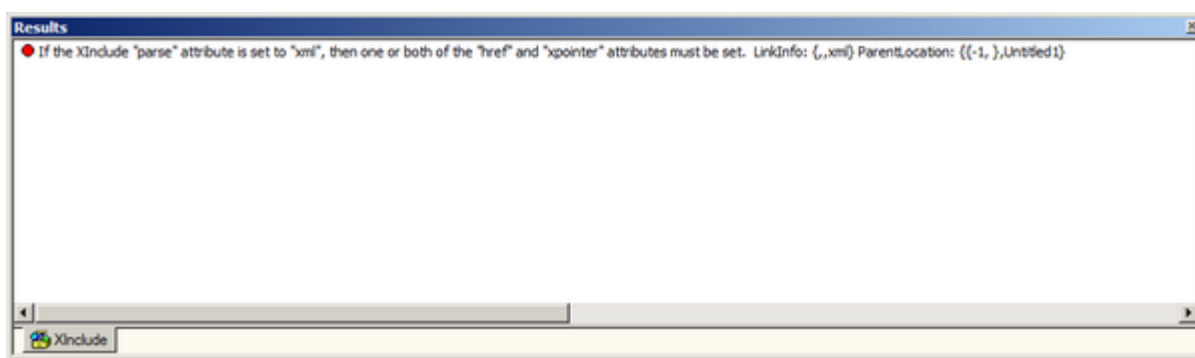 Results
If the XInclude "parse" attribute is set to "xml", then one or both of the "href" and "xpointer" attributes must be set. LinkInfo: {,,xml} ParentLocation: {(-1, },Untitled1}
XInclude